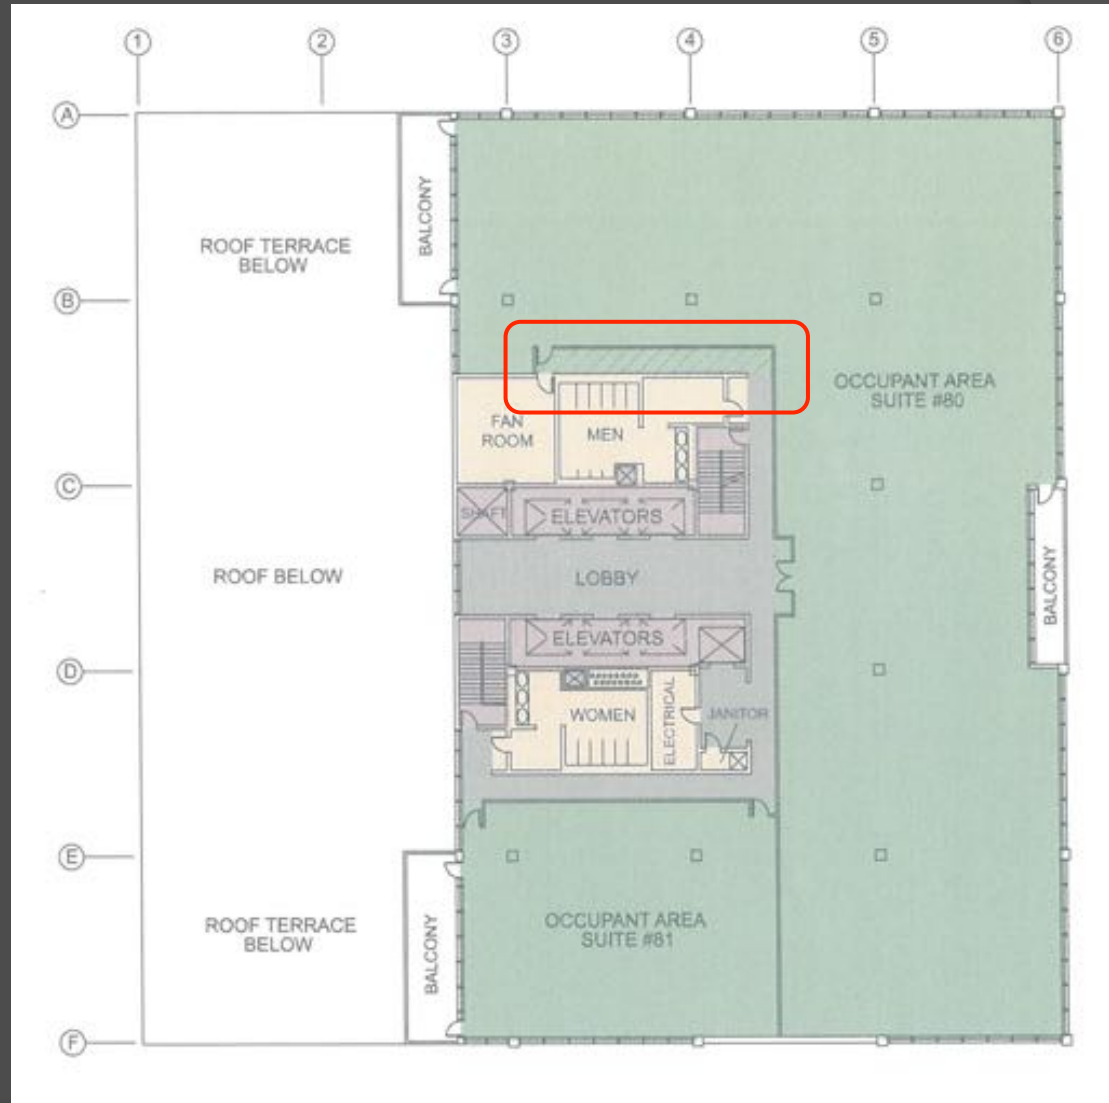 1
2
3
4
5
6
A
BALCONY
ROOF TERRACE
BELOW
B
OCCUPANT AREA
SUITE #80
FAN
ROOM
MEN
C
SHAFT
ELEVATORS
ROOF BELOW
LOBBY
BALCONY
ELEVATORS
D
WOMEN
ELECTRICAL
JANITOR
E
ROOF TERRACE
BELOW
BALCONY
OCCUPANT AREA
SUITE #81
F